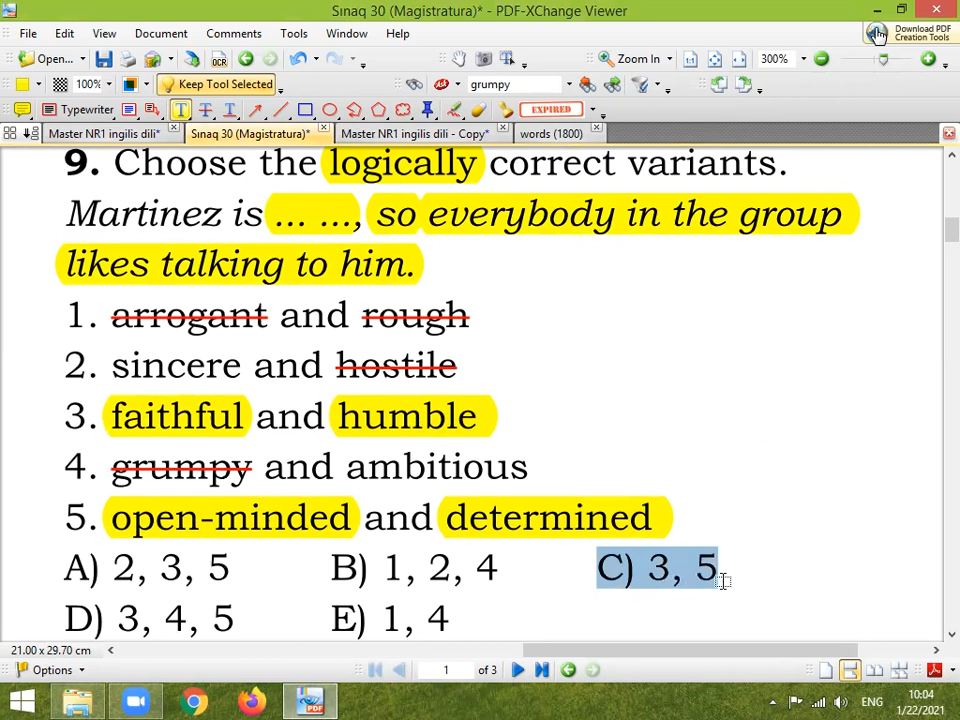 Sınaq 30 (Magistratura)* - PDF-XChange Viewer
File Edit View Document Comments Tools Window Help
Download PDF Creation Tools
Open... OCR Zoom In 300%
100% Keep Tool Selected grumpy
Typewriter EXPIRED
Master NR1 ingilis dili* Sınaq 30 (Magistratura)* Master NR1 ingilis dili - Copy* words (1800)
9. Choose the logically correct variants.
Martinez is ... ..., so everybody in the group
likes talking to him.
1. arrogant and rough
2. sincere and hostile
3. faithful and humble
4. grumpy and ambitious
5. open-minded and determined
A) 2, 3, 5 B) 1, 2, 4 C) 3, 5
D) 3, 4, 5 E) 1, 4
21.00 x 29.70 cm
Options 1 of 3
PDF ENG 10:04
1/22/2021